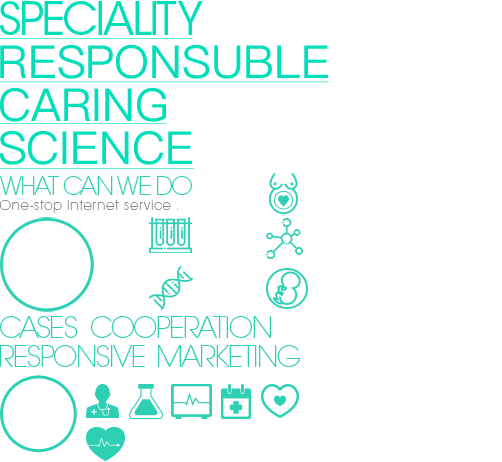 SPECIALITY
RESPONSUBLE
CARING
SCIENCE
WHAT CAN WE DO
One-stop Internet service .
CASES COOPERATION
RESPONSIVE MARKETING